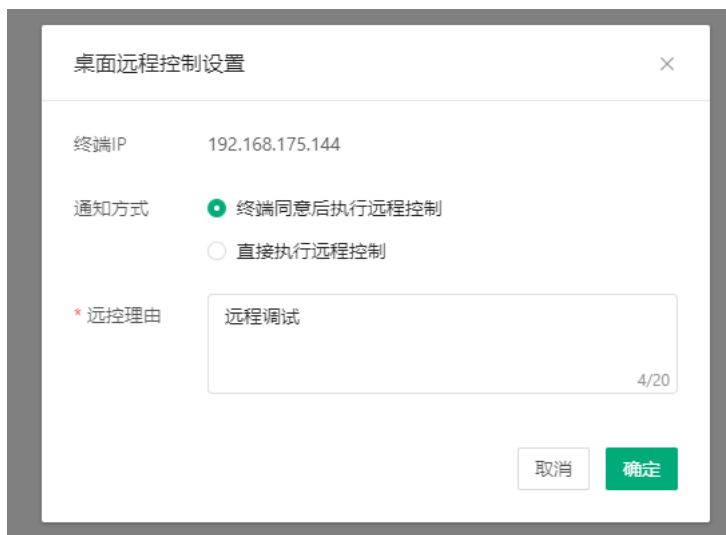 桌面远程控制设置
终端IP 192.168.175.144
通知方式 终端同意后执行远程控制
直接执行远程控制
* 远控理由 远程调试
4/20
取消 确定